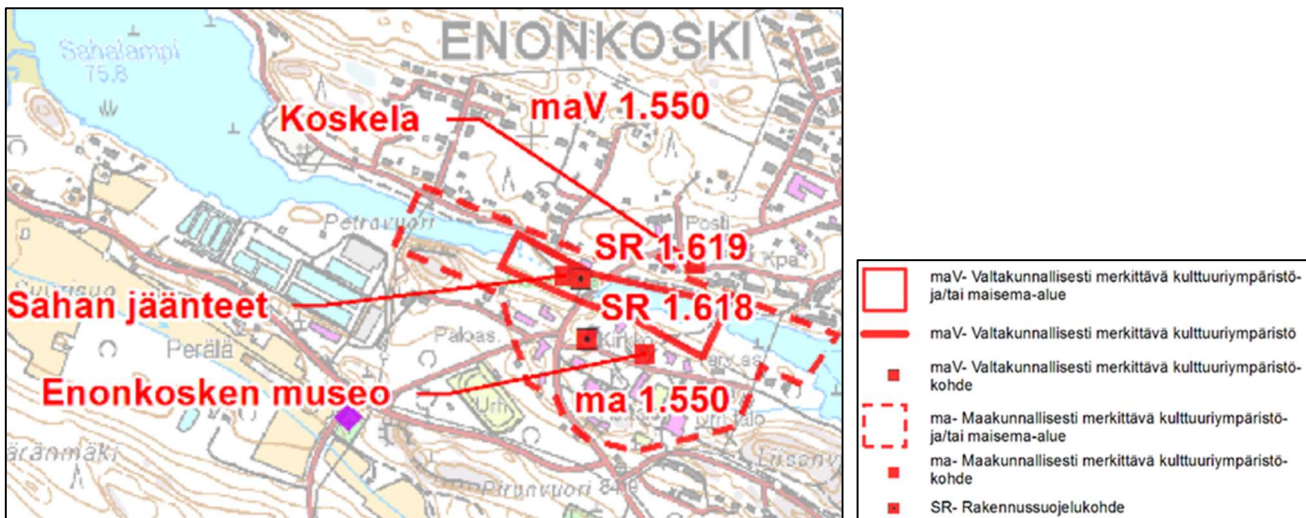 ENONKOSKI
Sahalampi
75.8
Koskela
maV 1.550
Petravuori
Posti
SR 1.619
Kpa
Sahan jäänteet
SR 1.618
Perälä
Paloas.
Kirkko
Enonkosken museo
ma 1.550
Urh
Pirunvuori
maV- Valtakunnallisesti merkittävä kulttuuriympäristö-
ja/tai maisema-alue
maV- Valtakunnallisesti merkittävä kulttuuriympäristö
maV- Valtakunnallisesti merkittävä kulttuuriympäristö-
kohde
ma- Maakunnallisesti merkittävä kulttuuriympäristö-
ja/tai maisema-alue
ma- Maakunnallisesti merkittävä kulttuuriympäristö-
kohde
SR- Rakennussuojelukohde